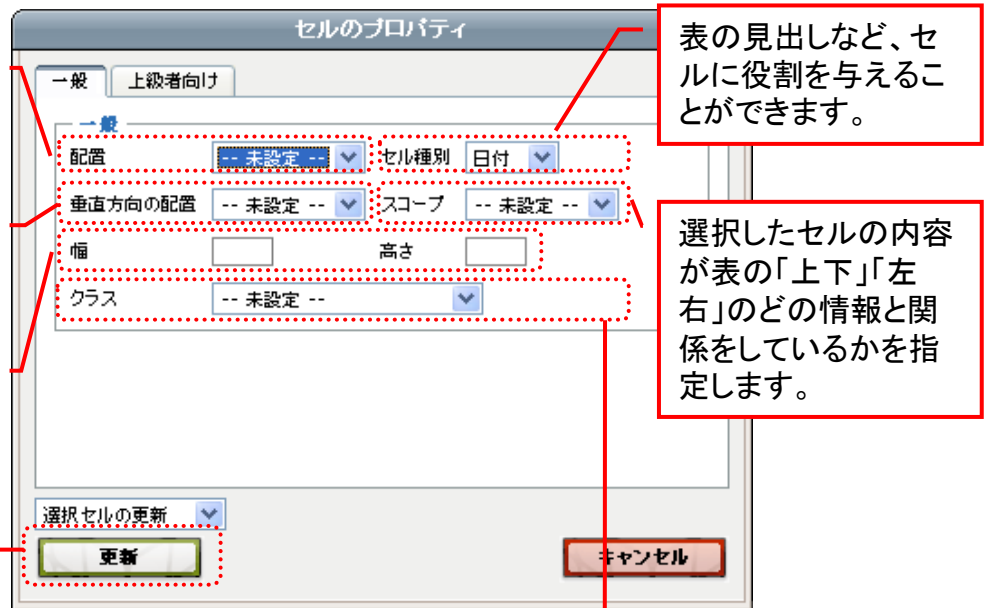 セルのプロパティ
一般 上級者向け
一般
配置 -- 未設定 -- セル種別 日付
垂直方向の配置 -- 未設定 -- スコープ -- 未設定 --
幅 高さ
クラス -- 未設定 --
選択セルの更新
更新 キャンセル
表の見出しなど、セ
ルに役割を与えるこ
とができます。
選択したセルの内容
が表の「上下」「左
右」のどの情報と関
係をしているかを指
定します。